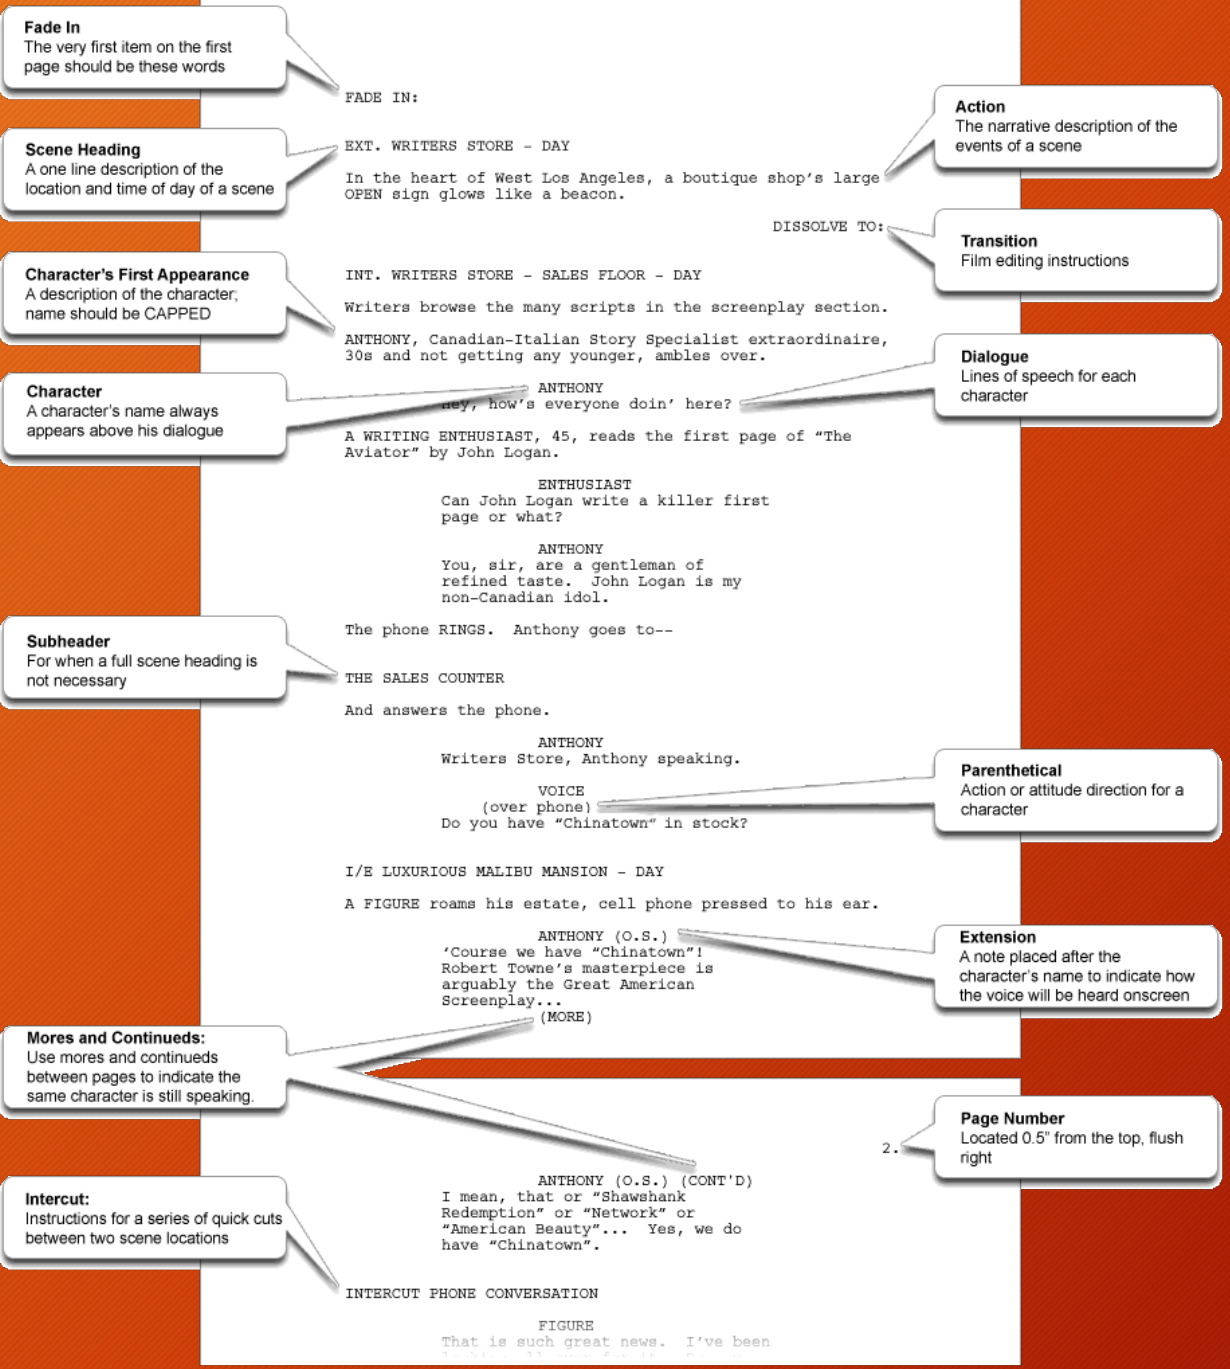 Fade In
The very first item on the first
page should be these words
FADE IN:
Action
The narrative description of the
events of a scene
Scene Heading
A one line description of the
location and time of day of a scene
EXT. WRITERS STORE – DAY
In the heart of West Los Angeles, a boutique shop's large
OPEN sign glows like a beacon.
DISSOLVE TO:
Transition
Film editing instructions
Character's First Appearance
A description of the character;
name should be CAPPED
INT. WRITERS STORE – SALES FLOOR – DAY
Writers browse the many scripts in the screenplay section.
ANTHONY, Canadian-Italian Story Specialist extraordinaire,
30s and not getting any younger, ambles over.
Dialogue
Lines of speech for each
character
Character
A character's name always
appears above his dialogue
ANTHONY
Hey, how's everyone doin' here?
A WRITING ENTHUSIAST, 45, reads the first page of “The
Aviator” by John Logan.
ENTHUSIAST
Can John Logan write a killer first
page or what?
ANTHONY
You, sir, are a gentleman of
refined taste.  John Logan is my
non-Canadian idol.
The phone RINGS.  Anthony goes to--
Subheader
For when a full scene heading is
not necessary
THE SALES COUNTER
And answers the phone.
ANTHONY
Writers Store, Anthony speaking.
Parenthetical
Action or attitude direction for a
character
VOICE
(over phone)
Do you have “Chinatown” in stock?
I/E LUXURIOUS MALIBU MANSION – DAY
A FIGURE roams his estate, cell phone pressed to his ear.
ANTHONY (O.S.)
‘Course we have “Chinatown”!
Robert Towne's masterpiece is
arguably the Great American
Screenplay...
(MORE)
Extension
A note placed after the
character's name to indicate how
the voice will be heard onscreen
Mores and Continueds:
Use mores and continueds
between pages to indicate the
same character is still speaking.
Page Number
Located 0.5” from the top, flush
right
2.
ANTHONY (O.S.) (CONT'D)
I mean, that or “Shawshank
Redemption” or “Network” or
“American Beauty”...  Yes, we do
have “Chinatown”.
Intercut:
Instructions for a series of quick cuts
between two scene locations
INTERCUT PHONE CONVERSATION
FIGURE
That is such great news.  I've been